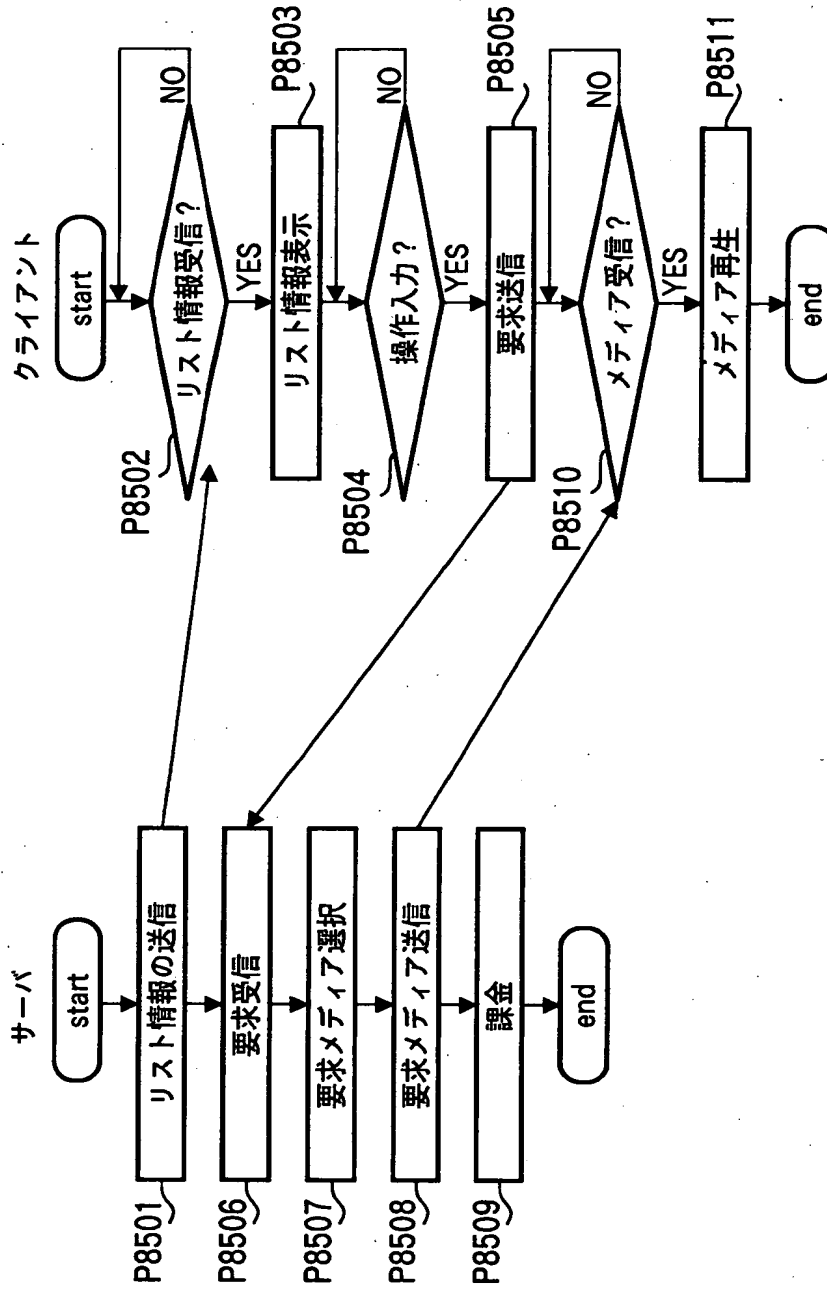 サーバ
start
P8501
リスト情報の送信
P8506
要求受信
P8507
要求メディア選択
P8508
要求メディア送信
P8509
課金
end
クライアント
start
P8502
リスト情報受信?
NO
YES
P8503
リスト情報表示
P8504
操作入力?
NO
YES
P8505
要求送信
P8510
メディア受信?
NO
YES
P8511
メディア再生
end